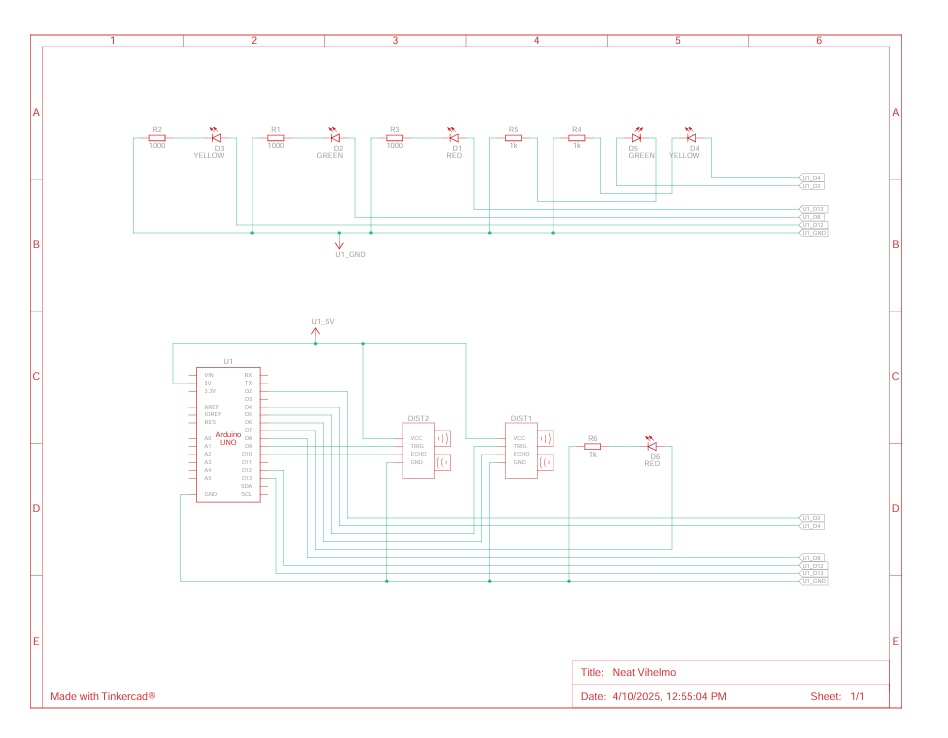 1 2 3 4 5 6
A A
R2 R1 R3 R5 R4
1000 D3 1000 D2 1000 D1 1k 1k D5 D4
YELLOW GREEN RED GREEN YELLOW
U1_D4
U1_D2
U1_D13
U1_D8
U1_D12
U1_GND
B B
U1_GND
U1_5V
U1
C C
VIN RX
5V TX
3.3V D2
D3
AREF D4
IOREF D5
RES D6
D7
A0 D8
A1 D9
A2 D10
A3 D11
A4 D12
A5 D13
SDA
GND SCL
Arduino
UNO
DIST2
VCC
TRIG
ECHO
GND
DIST1
VCC
TRIG
ECHO
GND
R6
1k
D6
RED
D D
U1_D2
U1_D4
U1_D8
U1_D12
U1_D13
U1_GND
E E
Title: Neat Vihelmo
Made with Tinkercad®
Date: 4/10/2025, 12:55:04 PM Sheet: 1/1